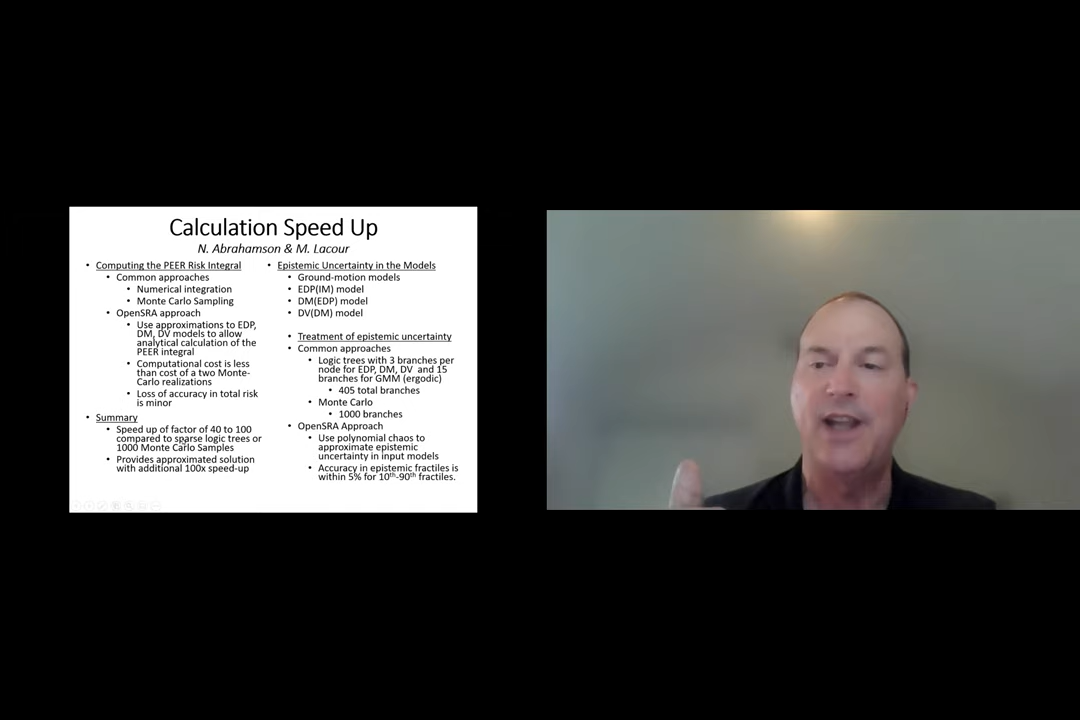 Calculation Speed Up
N. Abrahamson & M. Lacour
• Computing the PEER Risk Integral
• Common approaches
• Numerical integration
• Monte Carlo Sampling
• OpenSRA approach
• Use approximations to EDP,
DM, DV models to allow
analytical calculation of the
PEER integral
• Computational cost is less
than cost of a two Monte-
Carlo realizations
• Loss of accuracy in total risk
is minor
• Summary
• Speed up of factor of 40 to 100
compared to sparse logic trees or
1000 Monte Carlo Samples
• Provides approximated solution
with additional 100x speed-up
• Epistemic Uncertainty in the Models
• Ground-motion models
• EDP(IM) model
• DM(EDP) model
• DV(DM) model
• Treatment of epistemic uncertainty
• Common approaches
• Logic trees with 3 branches per
node for EDP, DM, DV and 15
branches for GMM (ergodic)
• 405 total branches
• Monte Carlo
• 1000 branches
• OpenSRA Approach
• Use polynomial chaos to
approximate epistemic
uncertainty in input models
• Accuracy in epistemic fractiles is
within 5% for 10th-90th fractiles.